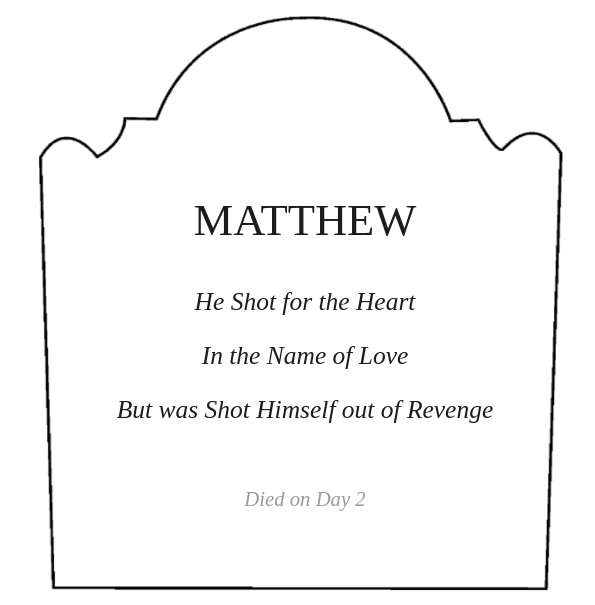 MATTHEW
He Shot for the Heart
In the Name of Love
But was Shot Himself out of Revenge
Died on Day 2